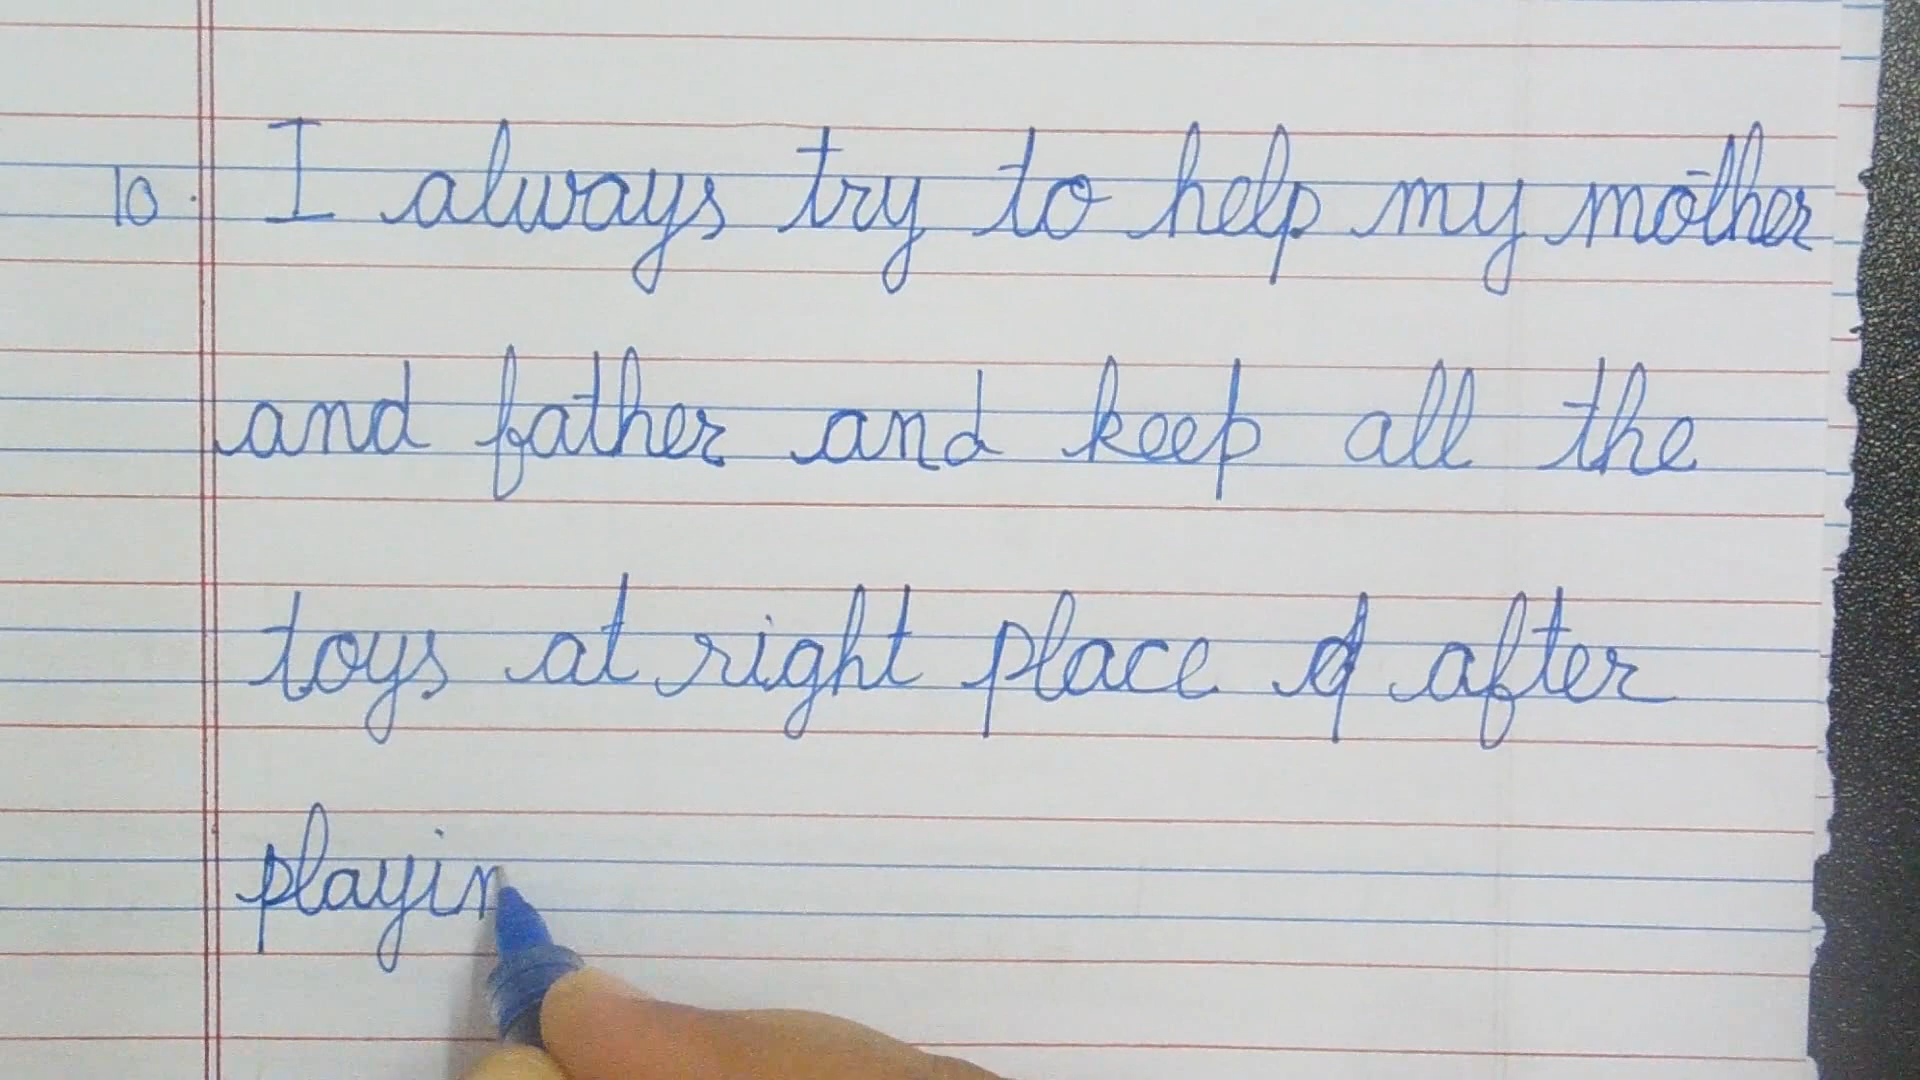 10. I always try to help my mother
and father and keep all the
toys at right place after
playin